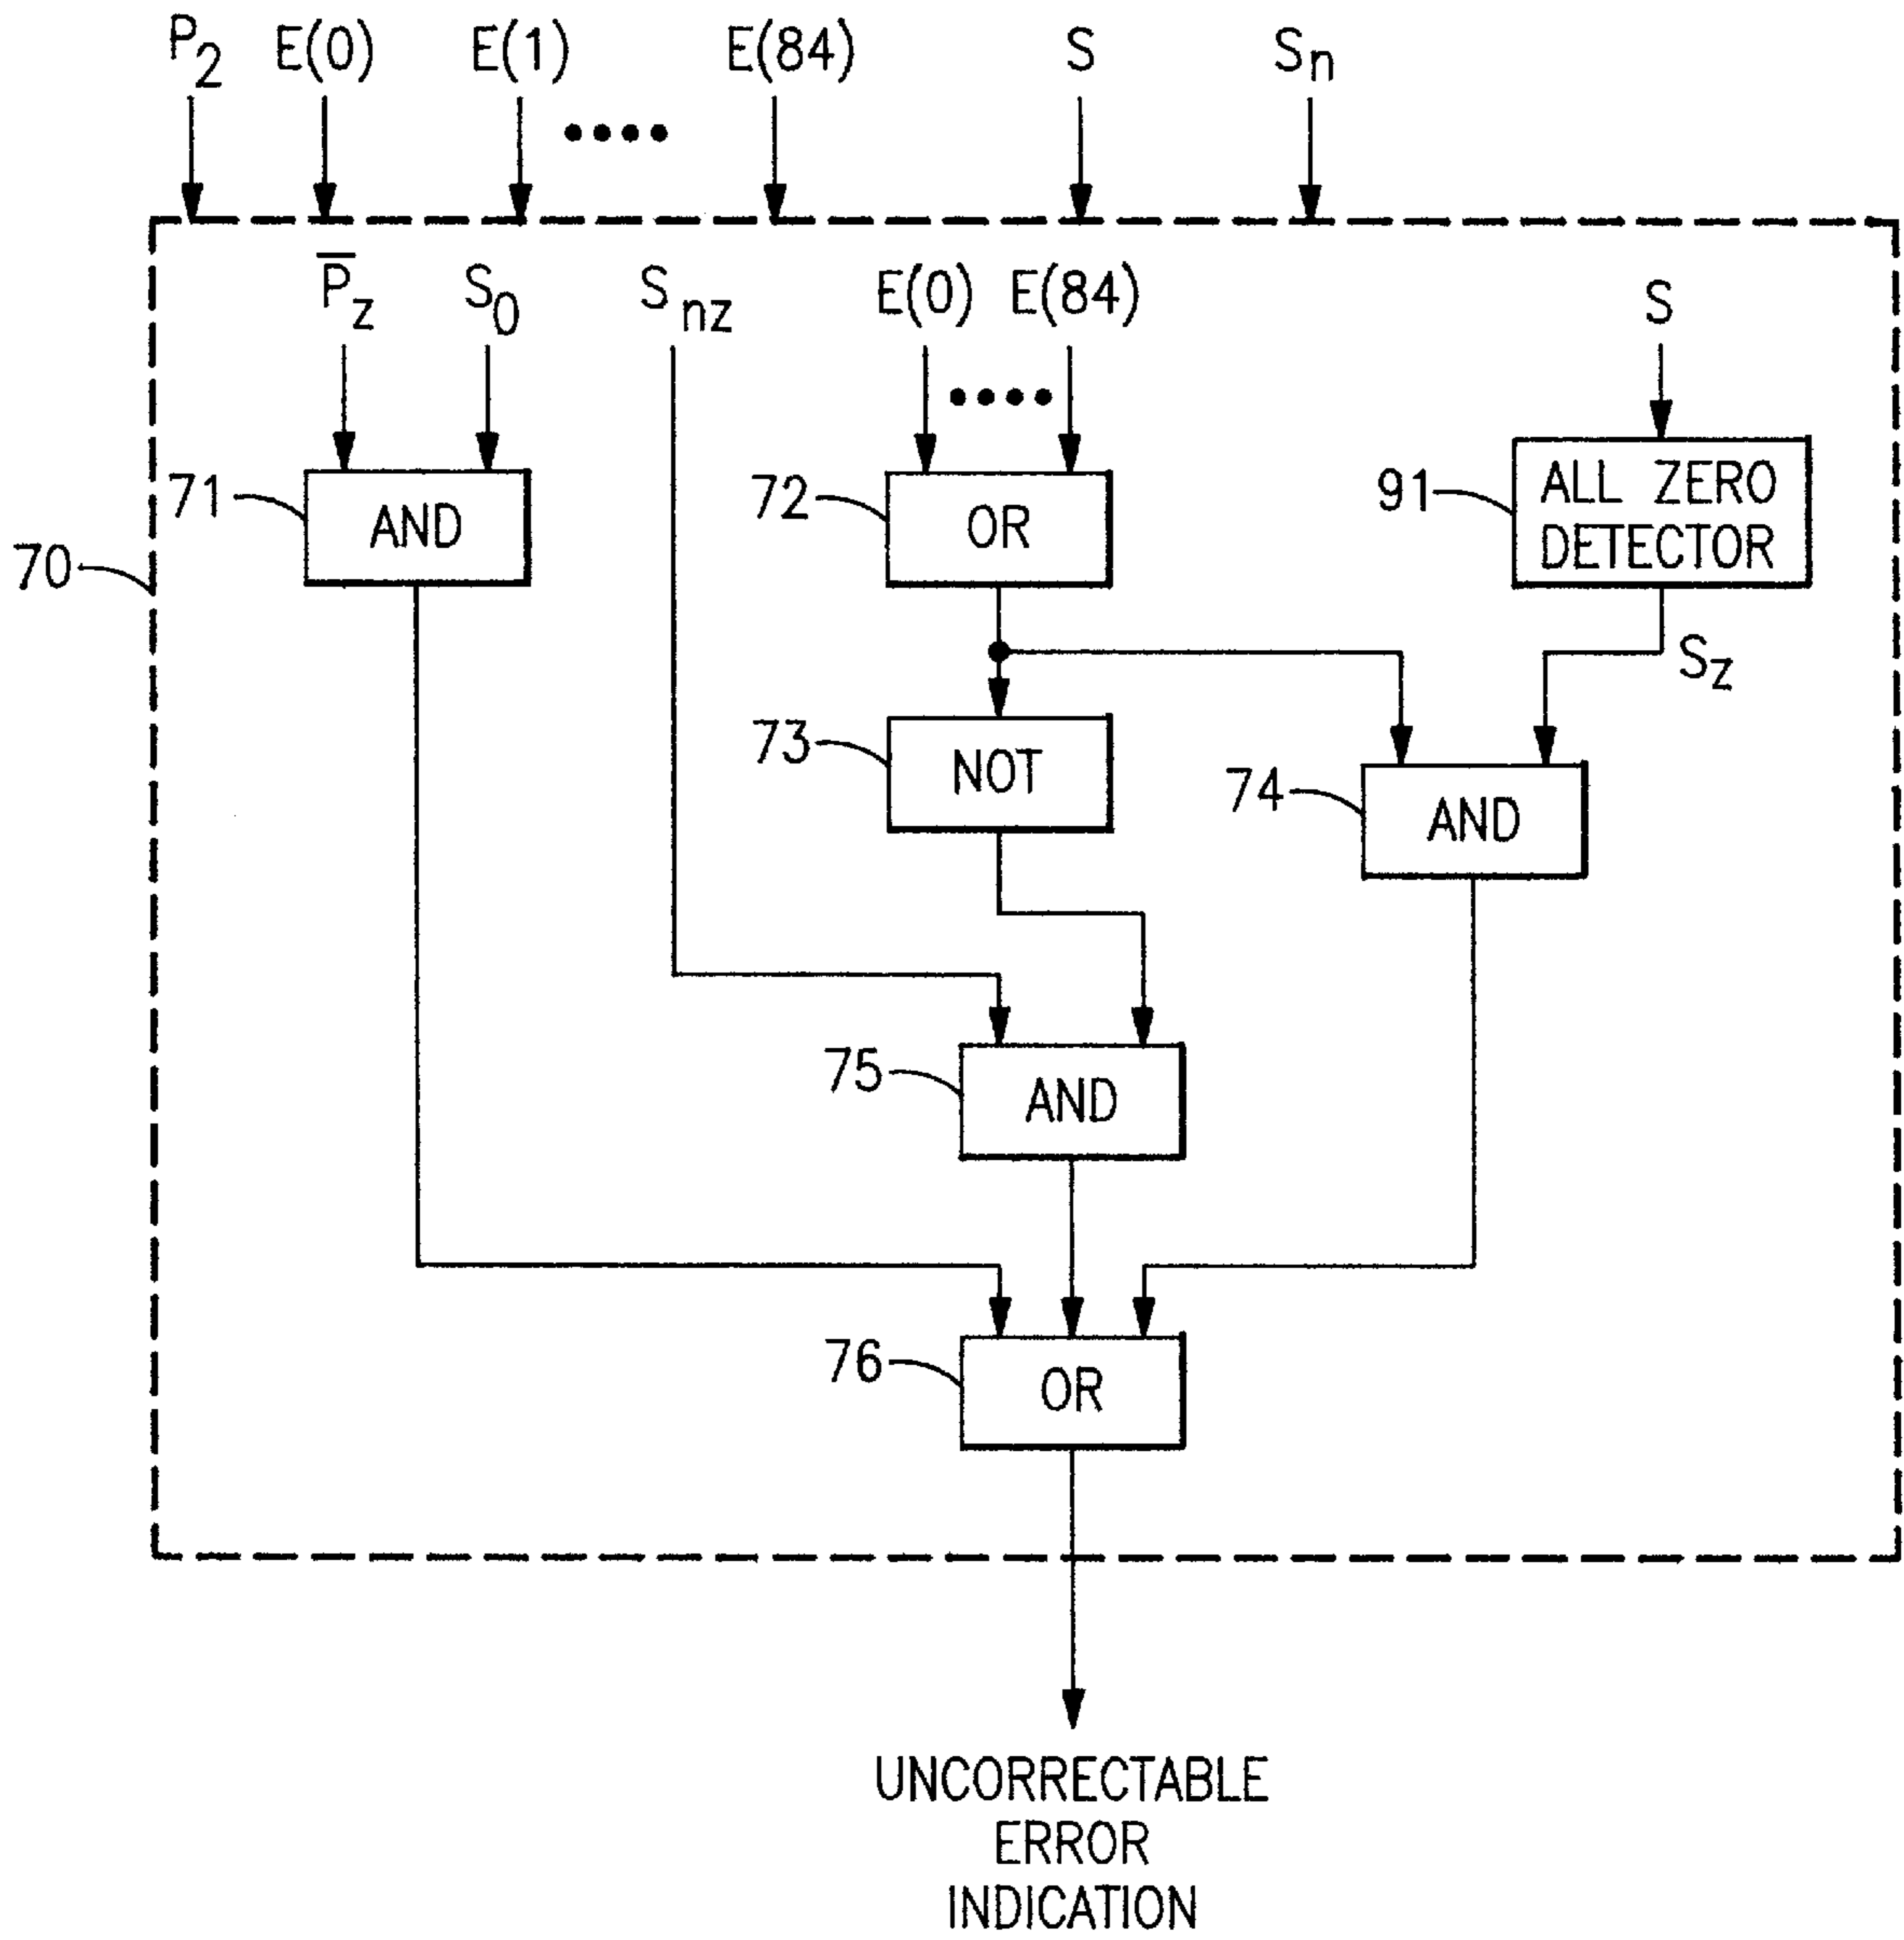 P2 E(0) E(1) E(84) S Sn
P̅z S0 Snz E(0) E(84) S
71 AND 72 OR 91 ALL ZERO
DETECTOR
70
Sz
73 NOT 74 AND
75 AND
76 OR
UNCORRECTABLE
ERROR
INDICATION